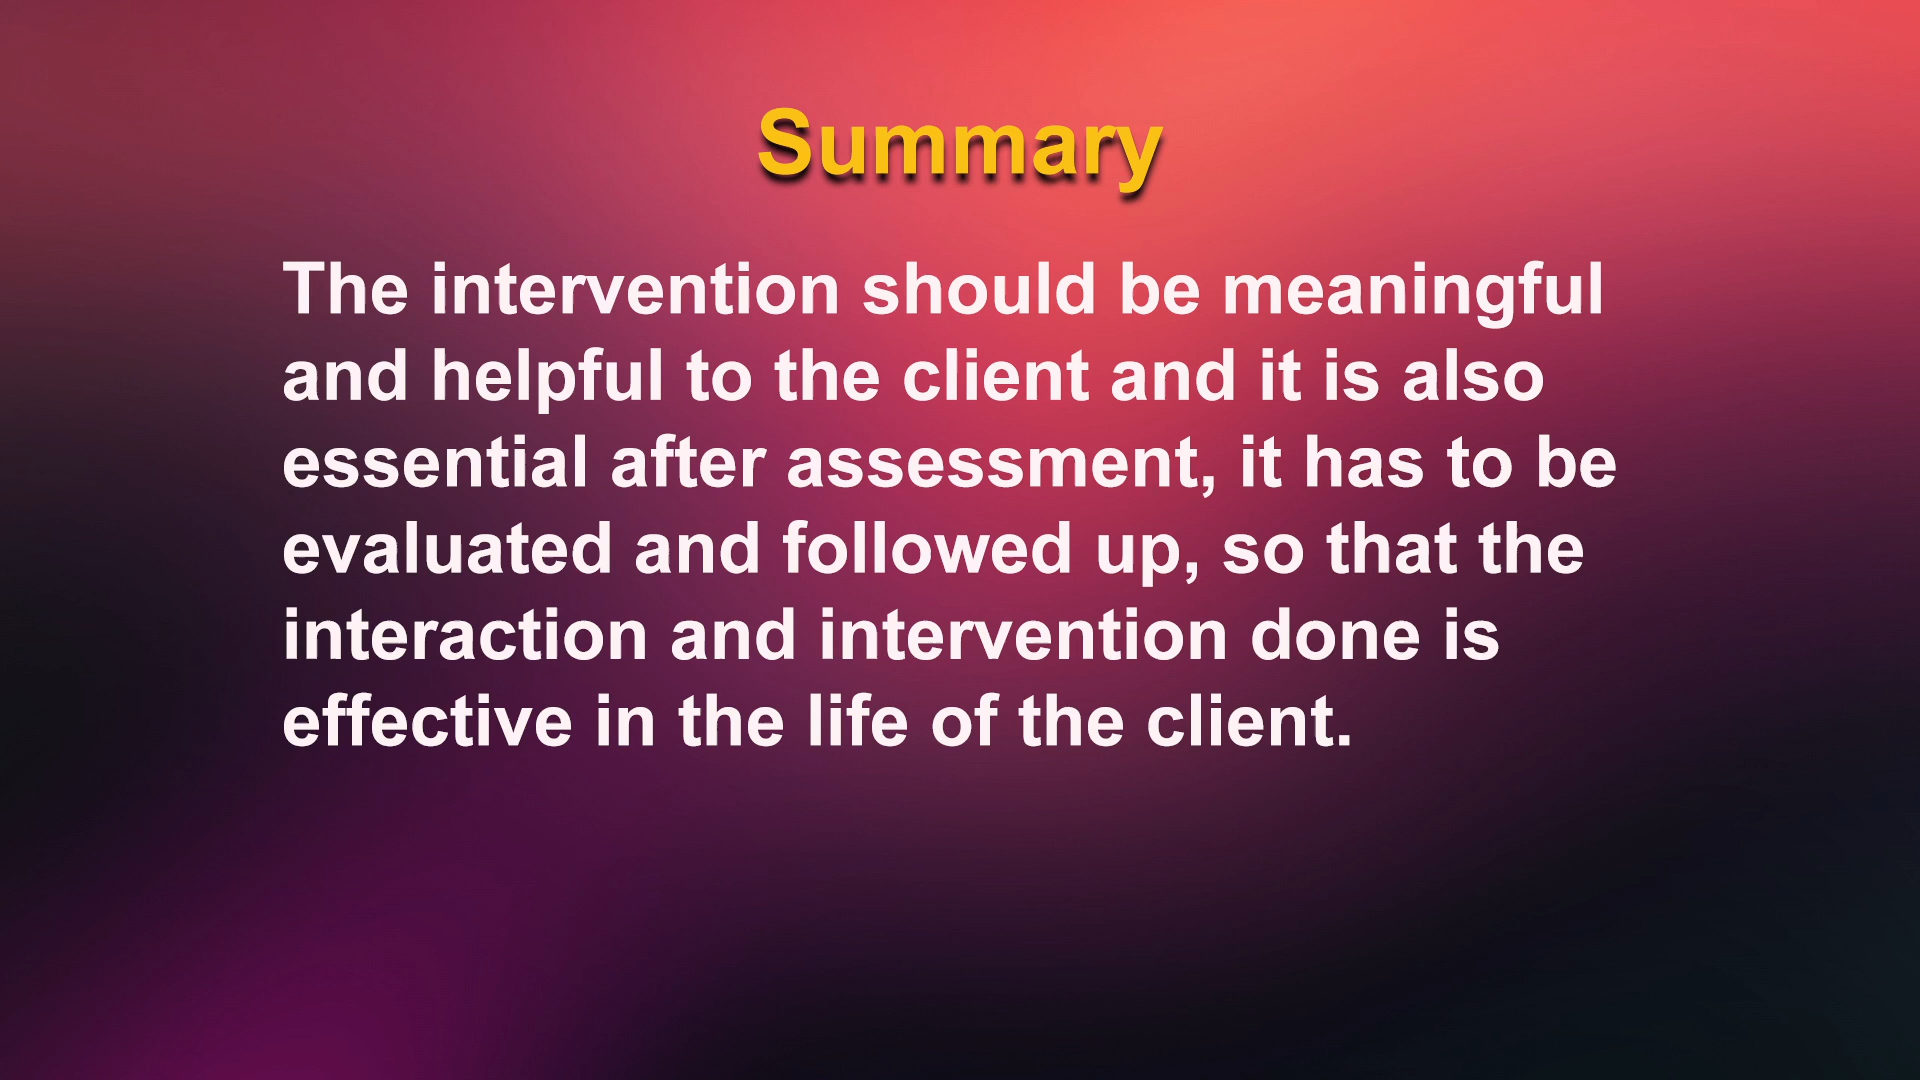 Summary
The intervention should be meaningful
and helpful to the client and it is also
essential after assessment, it has to be
evaluated and followed up, so that the
interaction and intervention done is
effective in the life of the client.